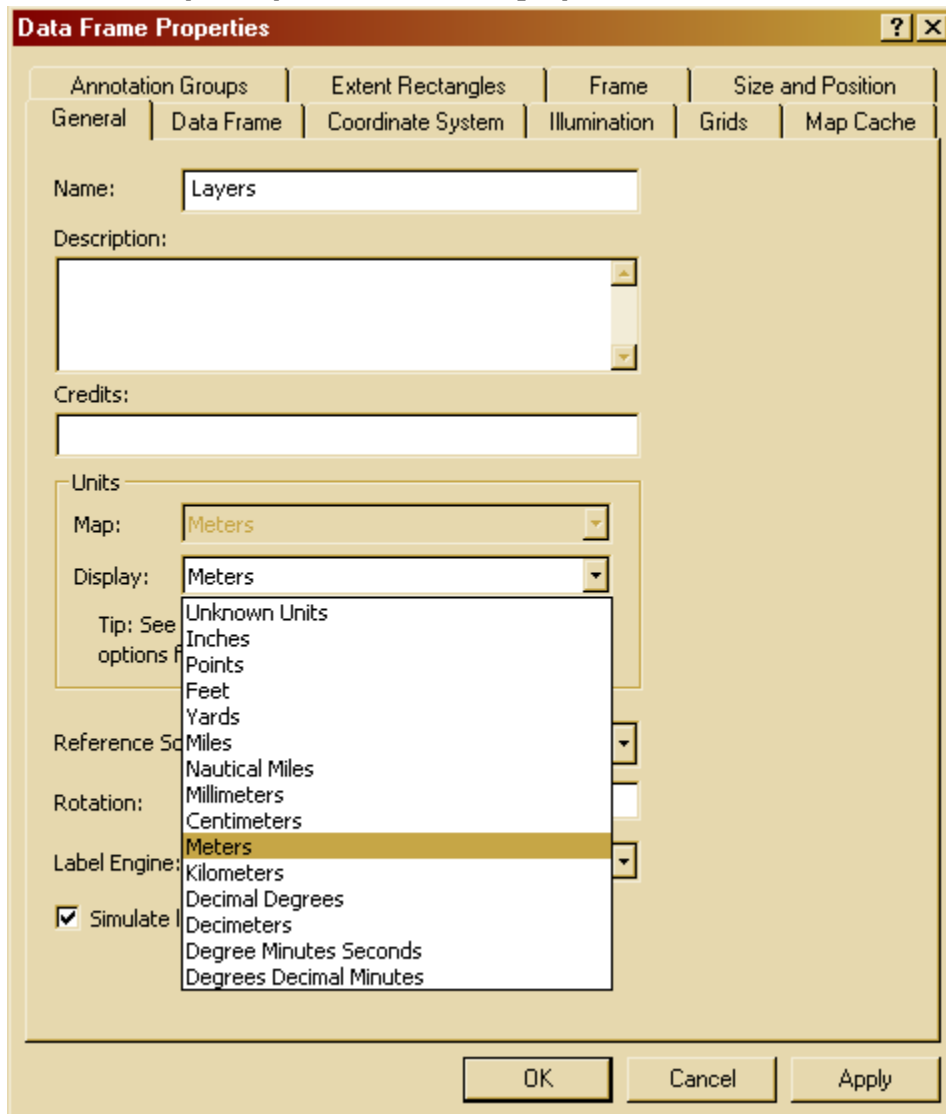 Data Frame Properties
Annotation Groups Extent Rectangles Frame Size and Position
General Data Frame Coordinate System Illumination Grids Map Cache
Name: Layers
Description:
Credits:
Units
Map: Meters
Display: Meters
Unknown Units
Tip: See
Inches
options f
Points
Feet
Yards
Reference Sc
Miles
Nautical Miles
Rotation:
Millimeters
Centimeters
Meters
Label Engine:
Kilometers
Decimal Degrees
Simulate l
Decimeters
Degree Minutes Seconds
Degrees Decimal Minutes
OK Cancel Apply